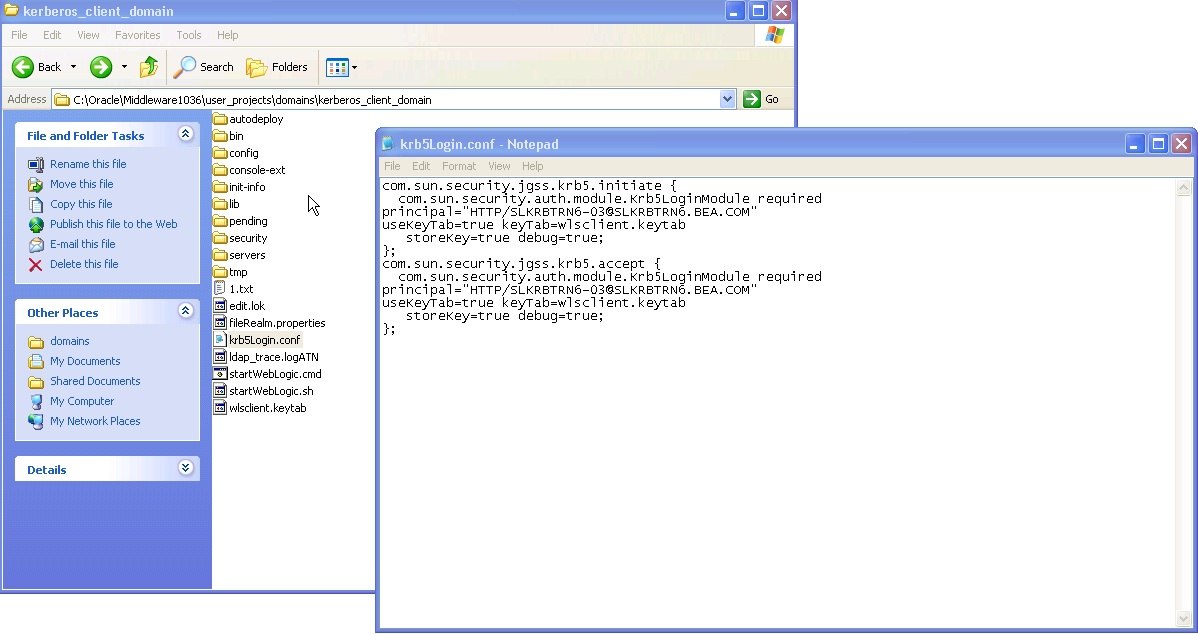 kerberos_client_domain
File Edit View Favorites Tools Help
Back Search Folders
Address C:\Oracle\Middleware1036\user_projects\domains\kerberos_client_domain Go
File and Folder Tasks
Rename this file
Move this file
Copy this file
Publish this file to the Web
E-mail this file
Delete this file
Other Places
domains
My Documents
Shared Documents
My Computer
My Network Places
Details
autodeploy
bin
config
console-ext
init-info
lib
pending
security
servers
tmp
1.txt
edit.lok
fileRealm.properties
krb5Login.conf
ldap_trace.logATN
startWebLogic.cmd
startWebLogic.sh
wlsclient.keytab
krb5Login.conf - Notepad
File Edit Format View Help
com.sun.security.jgss.krb5.initiate {
com.sun.security.auth.module.Krb5LoginModule required
principal="HTTP/SLKRBTRN6-03@SLKRBTRN6.BEA.COM"
useKeyTab=true keyTab=wlsclient.keytab
storeKey=true debug=true;
};
com.sun.security.jgss.krb5.accept {
com.sun.security.auth.module.Krb5LoginModule required
principal="HTTP/SLKRBTRN6-03@SLKRBTRN6.BEA.COM"
useKeyTab=true keyTab=wlsclient.keytab
storeKey=true debug=true;
};